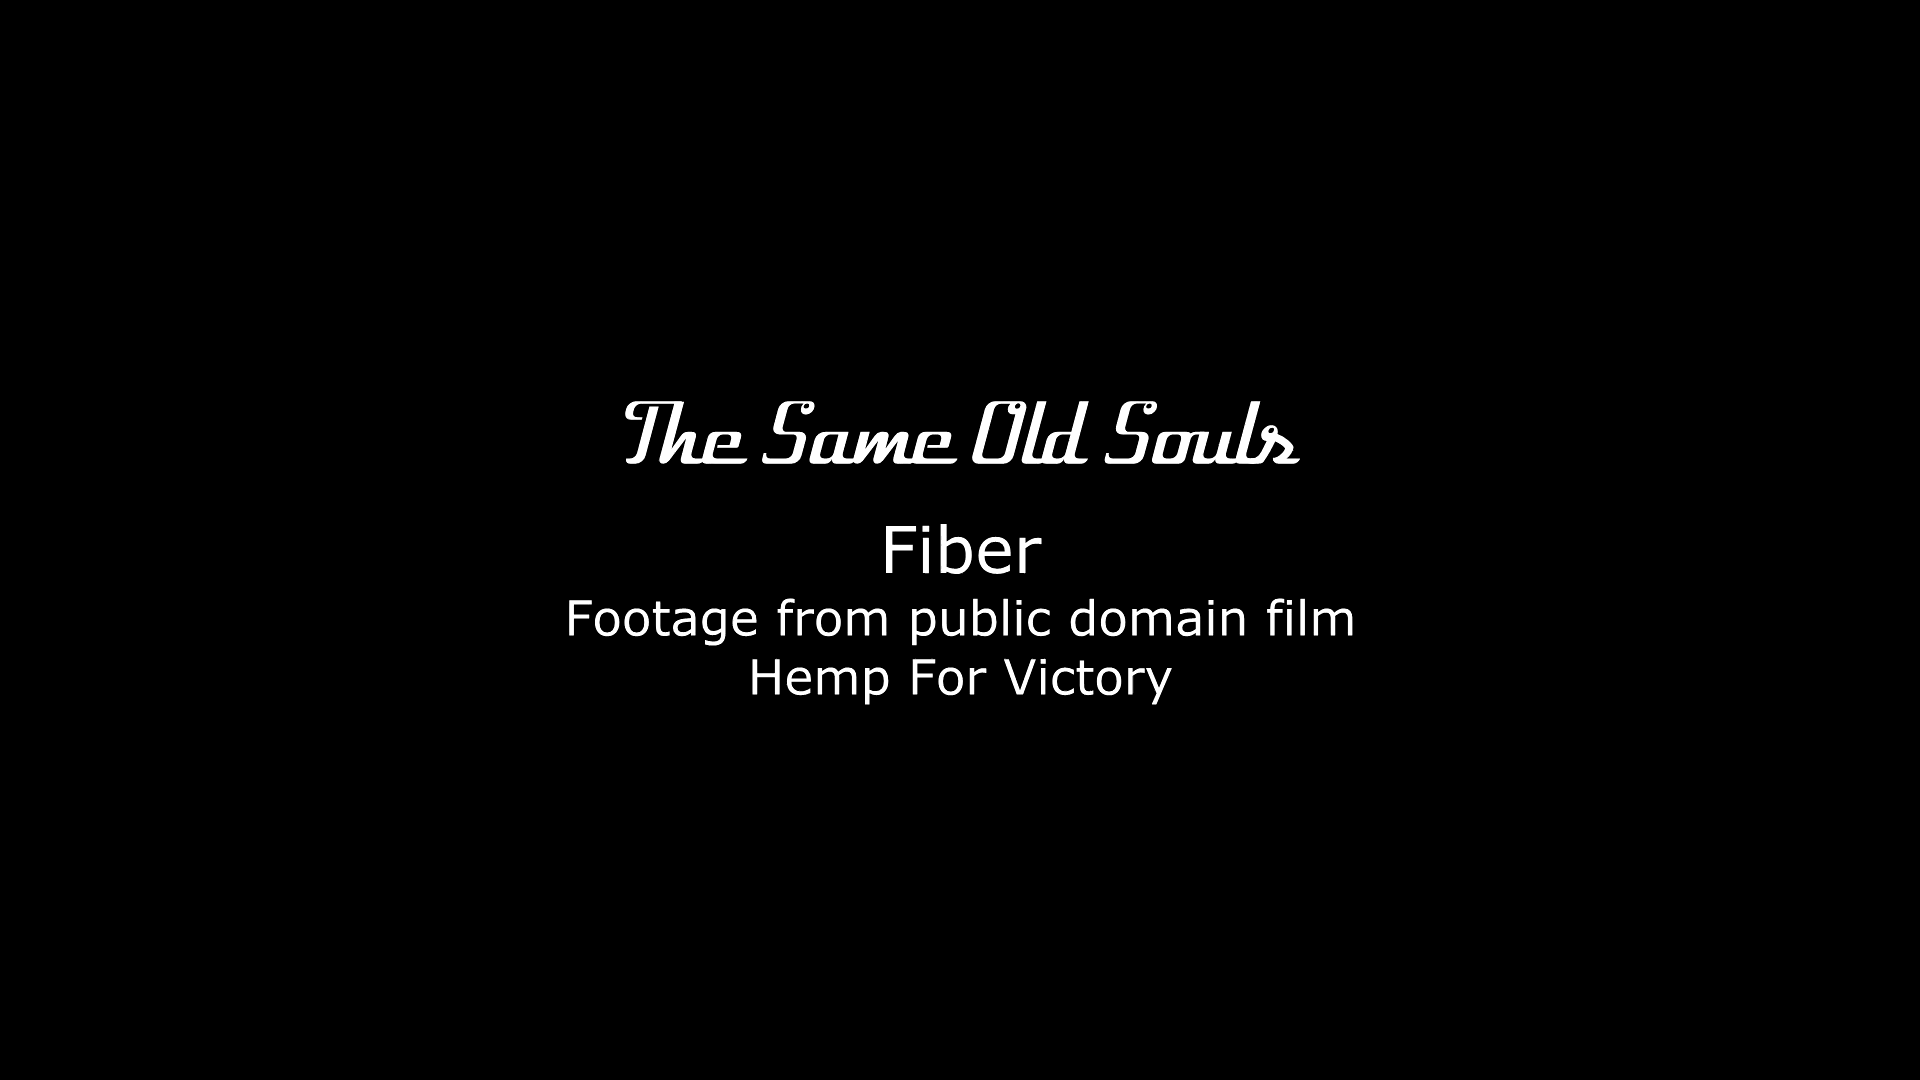 The Same Old Souls
Fiber
Footage from public domain film
Hemp For Victory